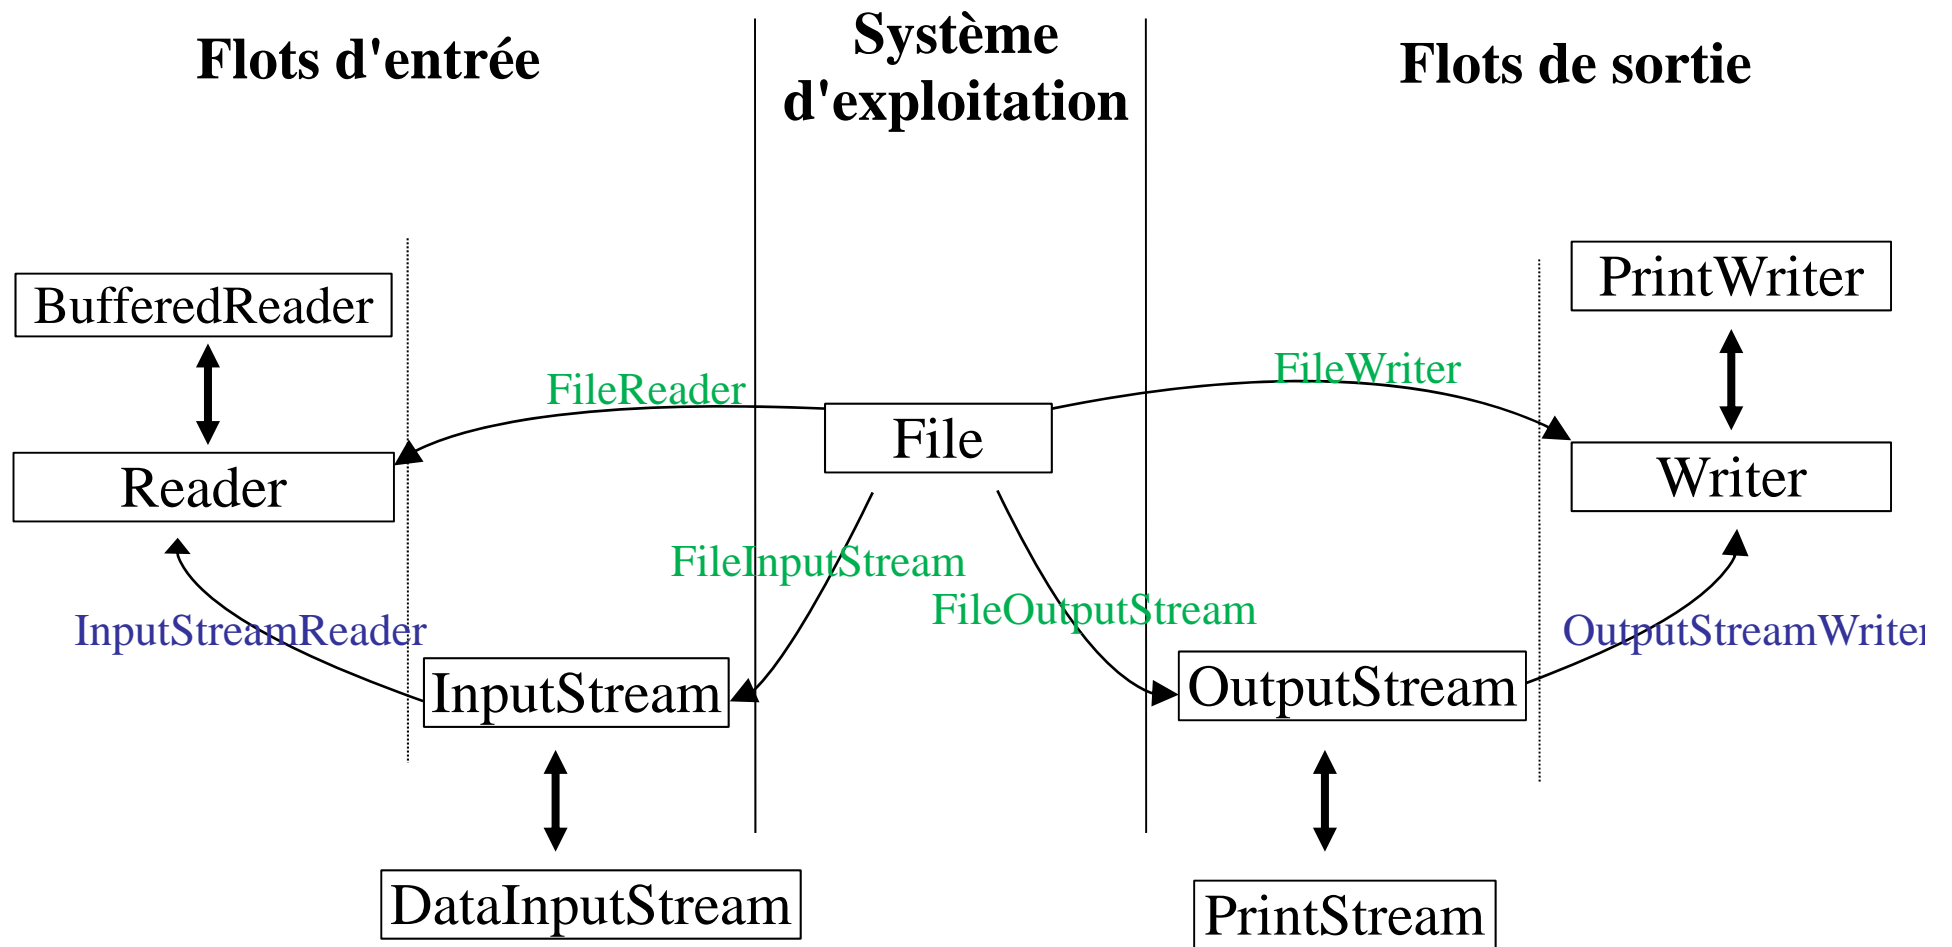 Flots d'entrée
Système
d'exploitation
Flots de sortie
BufferedReader
PrintWriter
FileReader
FileWriter
File
Reader
Writer
FileInputStream
FileOutputStream
InputStreamReader
OutputStreamWriter
InputStream
OutputStream
DataInputStream
PrintStream